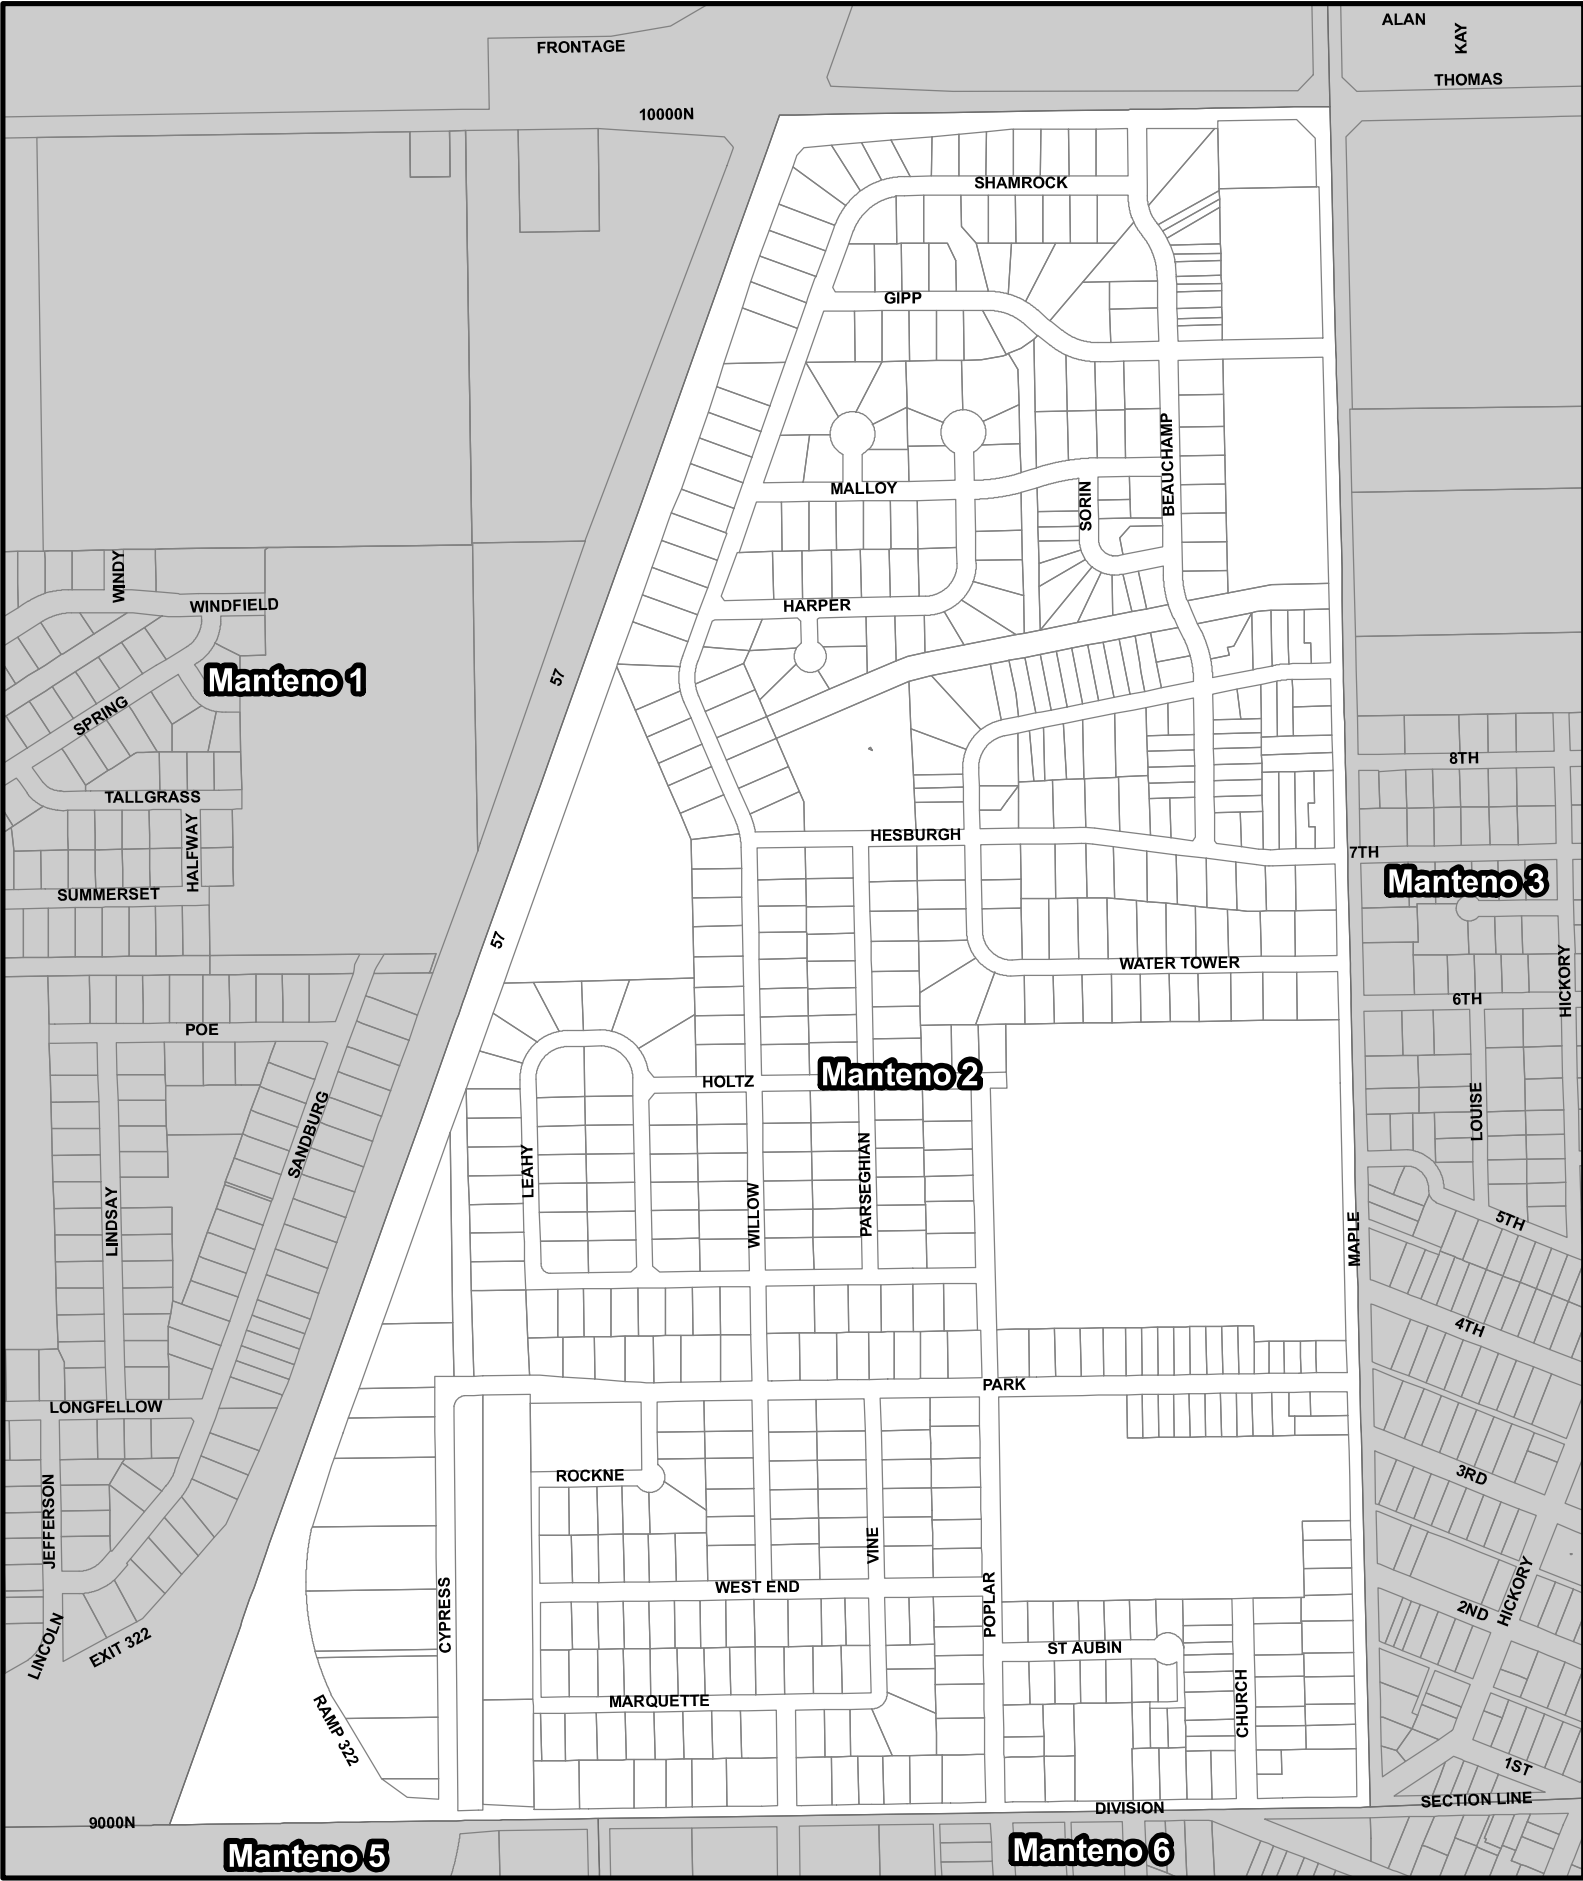 ALAN
KAY
FRONTAGE
THOMAS
10000N
SHAMROCK
GIPP
BEAUCHAMP
MALLOY
SORIN
WINDY
WINDFIELD
HARPER
Manteno 1
57
SPRING
8TH
TALLGRASS
HALFWAY
HESBURGH
7TH
Manteno 3
SUMMERSET
57
WATER TOWER
HICKORY
6TH
POE
Manteno 2
HOLTZ
SANDBURG
LOUISE
LEAHY
PARSEGHIAN
LINDSAY
WILLOW
MAPLE
5TH
4TH
PARK
LONGFELLOW
ROCKNE
3RD
JEFFERSON
VINE
WEST END
CYPRESS
POPLAR
HICKORY
2ND
LINCOLN
EXIT 322
ST AUBIN
MARQUETTE
CHURCH
RAMP 322
1ST
SECTION LINE
DIVISION
9000N
Manteno 5
Manteno 6